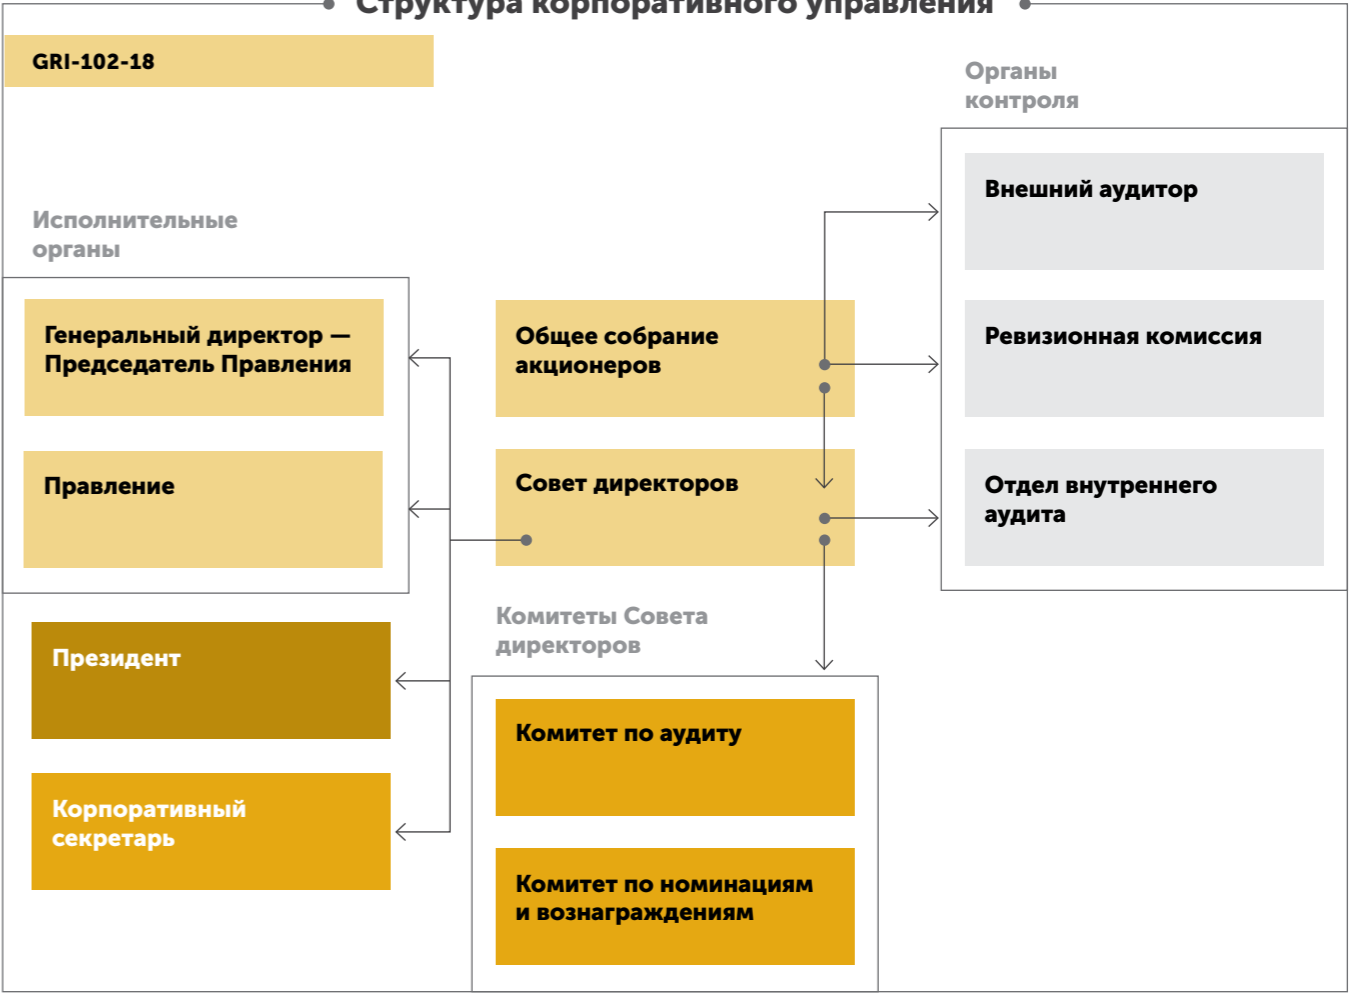 Структура корпоративного управления
GRI-102-18
Органы
контроля
Внешний аудитор
Исполнительные
органы
Генеральный директор —
Председатель Правления
Общее собрание
акционеров
Ревизионная комиссия
Правление
Совет директоров
Отдел внутреннего
аудита
Комитеты Совета
директоров
Президент
Комитет по аудиту
Корпоративный
секретарь
Комитет по номинациям
и вознаграждениям